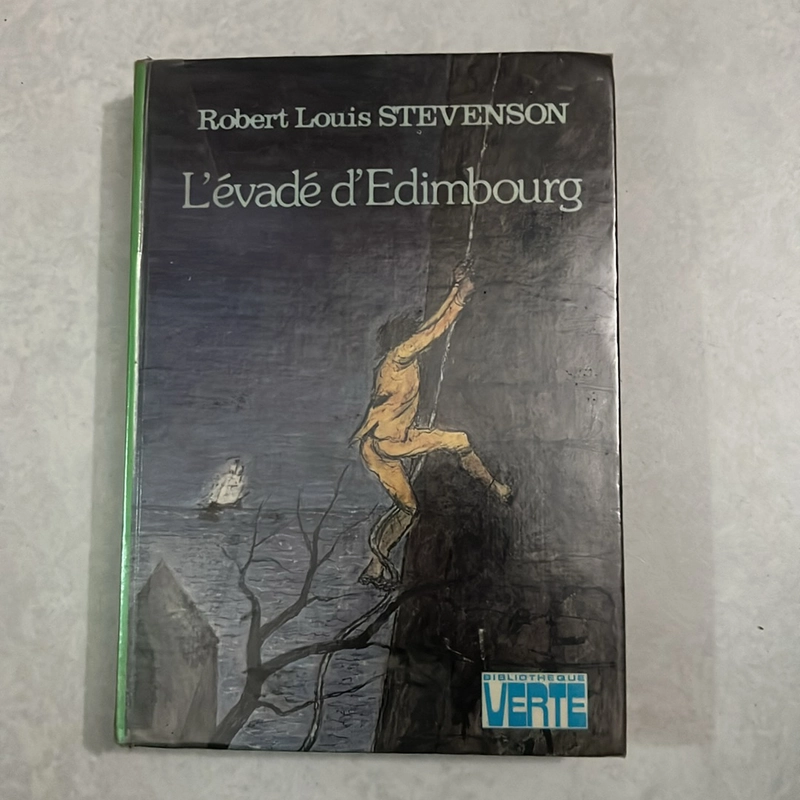 Robert Louis STEVENSON
L'évadé d'Edimbourg
BIBLIOTHEQUE
VERTE